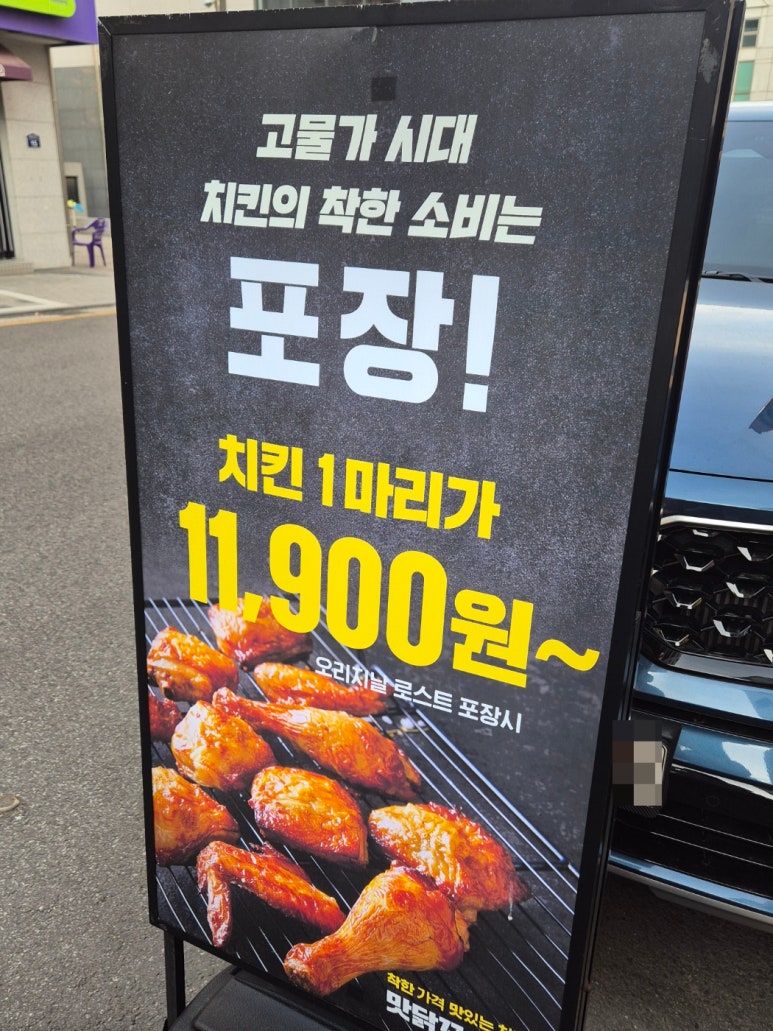 고물가 시대
치킨의 착한 소비는
포장!
치킨 1마리가
11,900원~
오리지날 로스트 포장시
착한 가격 맛있는